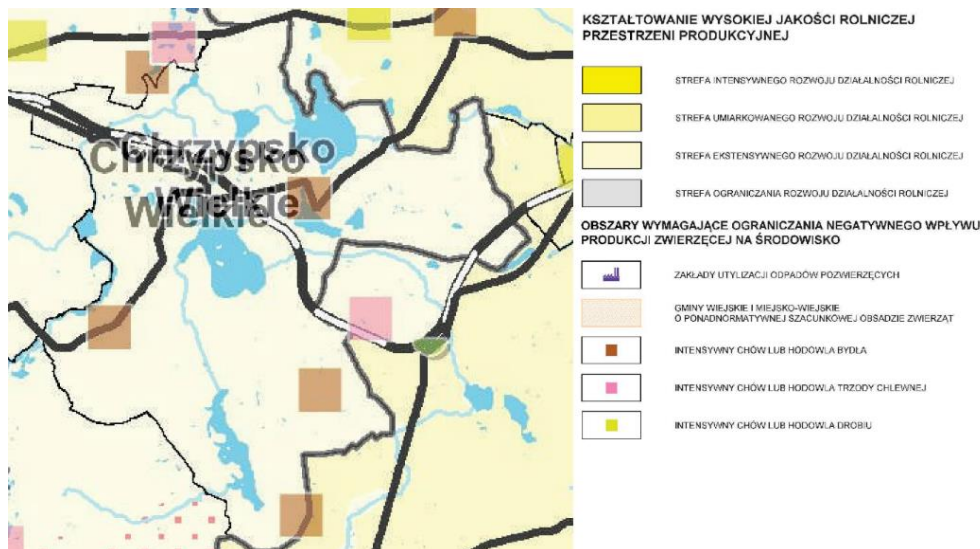 Chrzypsko
Wielkie
KSZTAŁTOWANIE WYSOKIEJ JAKOŚCI ROLNICZEJ
PRZESTRZENI PRODUKCYJNEJ
STREFA INTENSYWNEGO ROZWOJU DZIAŁALNOŚCI ROLNICZEJ
STREFA UMIARKOWANEGO ROZWOJU DZIAŁALNOŚCI ROLNICZEJ
STREFA EKSTENSYWNEGO ROZWOJU DZIAŁALNOŚCI ROLNICZEJ
STREFA OGRANICZANIA ROZWOJU DZIAŁALNOŚCI ROLNICZEJ
OBSZARY WYMAGAJĄCE OGRANICZANIA NEGATYWNEGO WPŁYWU
PRODUKCJI ZWIERZĘCEJ NA ŚRODOWISKO
ZAKŁADY UTYLIZACJI ODPADÓW POZWIERZĘCYCH
GMINY WIEJSKIE I MIEJSKO-WIEJSKIE
O PONADNORMATYWNEJ SZACUNKOWEJ OBSADZIE ZWIERZĄT
INTENSYWNY CHÓW LUB HODOWLA BYDŁA
INTENSYWNY CHÓW LUB HODOWLA TRZODY CHLEWNEJ
INTENSYWNY CHÓW LUB HODOWLA DROBIU